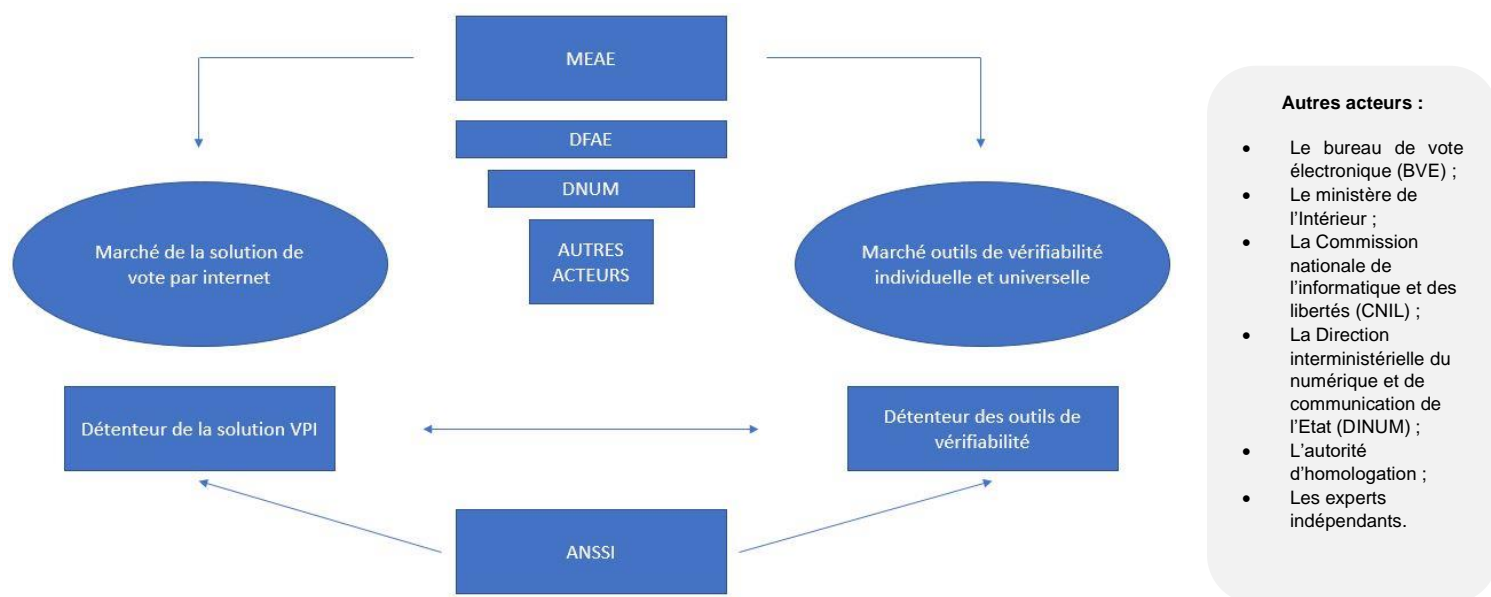 MEAE
DFAE
DNUM
AUTRES
ACTEURS
Marché de la solution de
vote par internet
Marché outils de vérifiabilité
individuelle et universelle
Détenteur de la solution VPI
Détenteur des outils de
vérifiabilité
ANSSI
Autres acteurs :
• Le bureau de vote
électronique (BVE) ;
• Le ministère de
l’Intérieur ;
• La Commission
nationale de
l’informatique et des
libertés (CNIL) ;
• La Direction
interministérielle du
numérique et de
communication de
l’Etat (DINUM) ;
• L’autorité
d’homologation ;
• Les experts
indépendants.